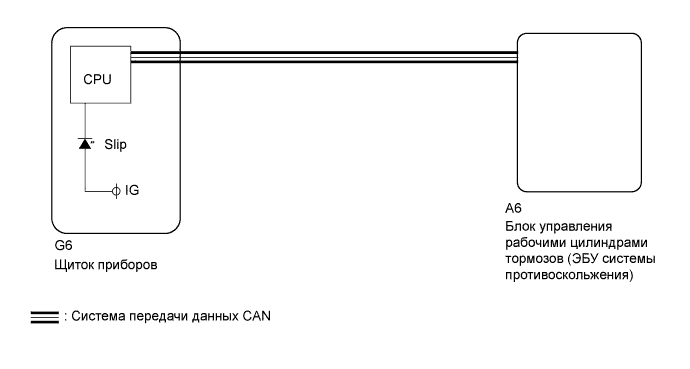 CPU
Slip
IG
G6
Щиток приборов
A6
Блок управления
рабочими цилиндрами
тормозов (ЭБУ системы
противоскольжения)
: Система передачи данных CAN